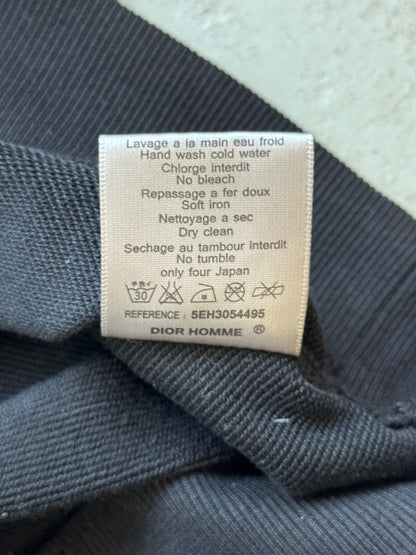 Lavage a la main eau froid
Hand wash cold water
Chlorge interdit
No bleach
Repassage a fer doux
Soft iron
Nettoyage a sec
Dry clean
Sechage au tambour interdit
No tumble
only four Japan
30
REFERENCE : 5EH3054495
DIOR HOMME ®